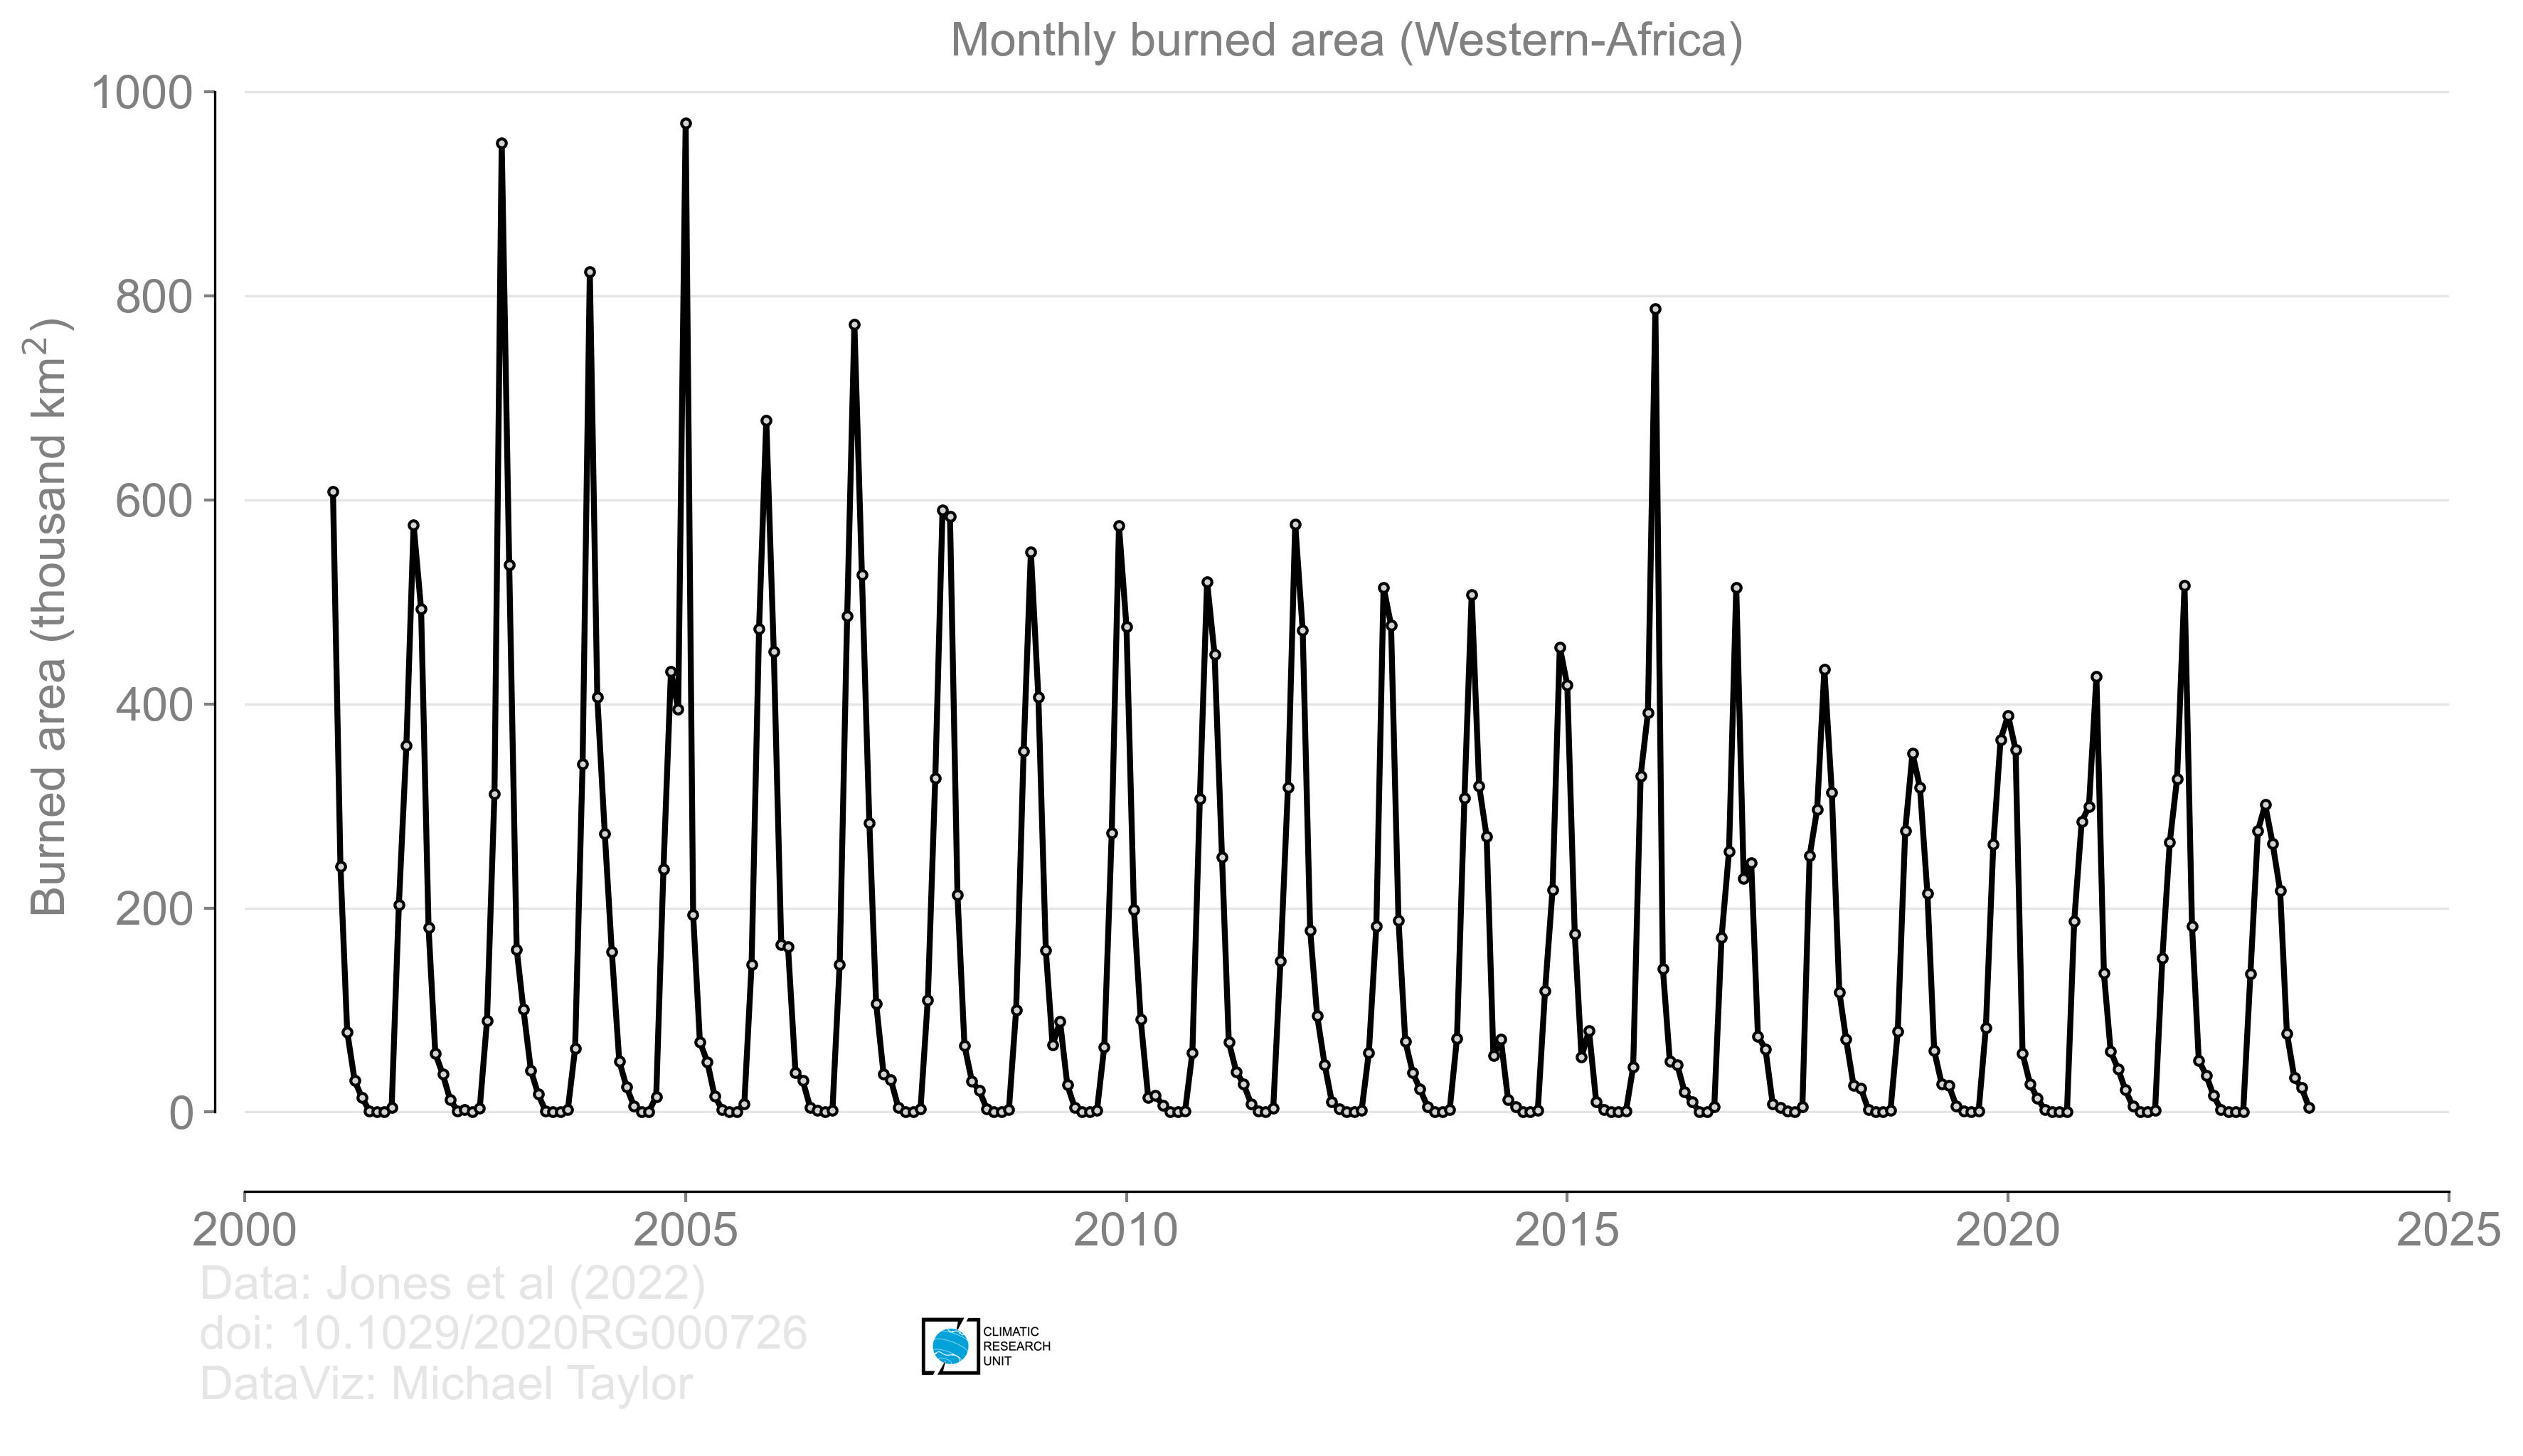 Monthly burned area (Western-Africa)
Burned area (thousand km²)
1000
800
600
400
200
0
2000 2005 2010 2015 2020 2025
Data: Jones et al (2022)
doi: 10.1029/2020RG000726
DataViz: Michael Taylor
CLIMATIC
RESEARCH
UNIT